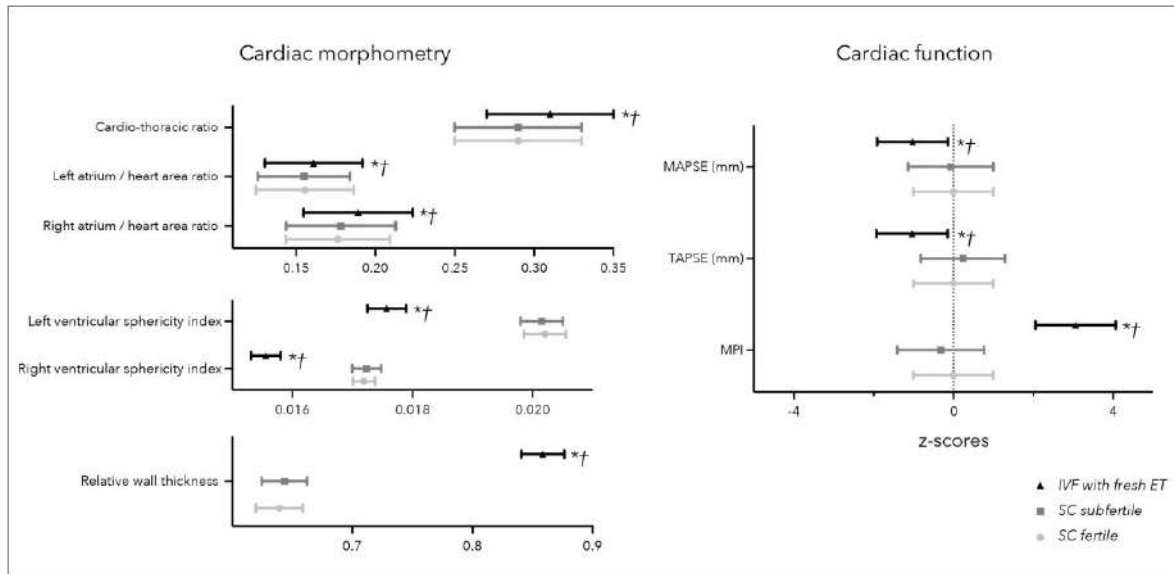 Cardiac morphometry
Cardio-thoracic ratio
*†
Left atrium / heart area ratio
*†
Right atrium / heart area ratio
*†
0.15 0.20 0.25 0.30 0.35
Left ventricular sphericity index
*†
Right ventricular sphericity index
*†
0.016 0.018 0.020
Relative wall thickness
*†
0.7 0.8 0.9
Cardiac function
MAPSE (mm)
*†
TAPSE (mm)
*†
MPI
*†
-4 0 4
z-scores
IVF with fresh ET
SC subfertile
SC fertile